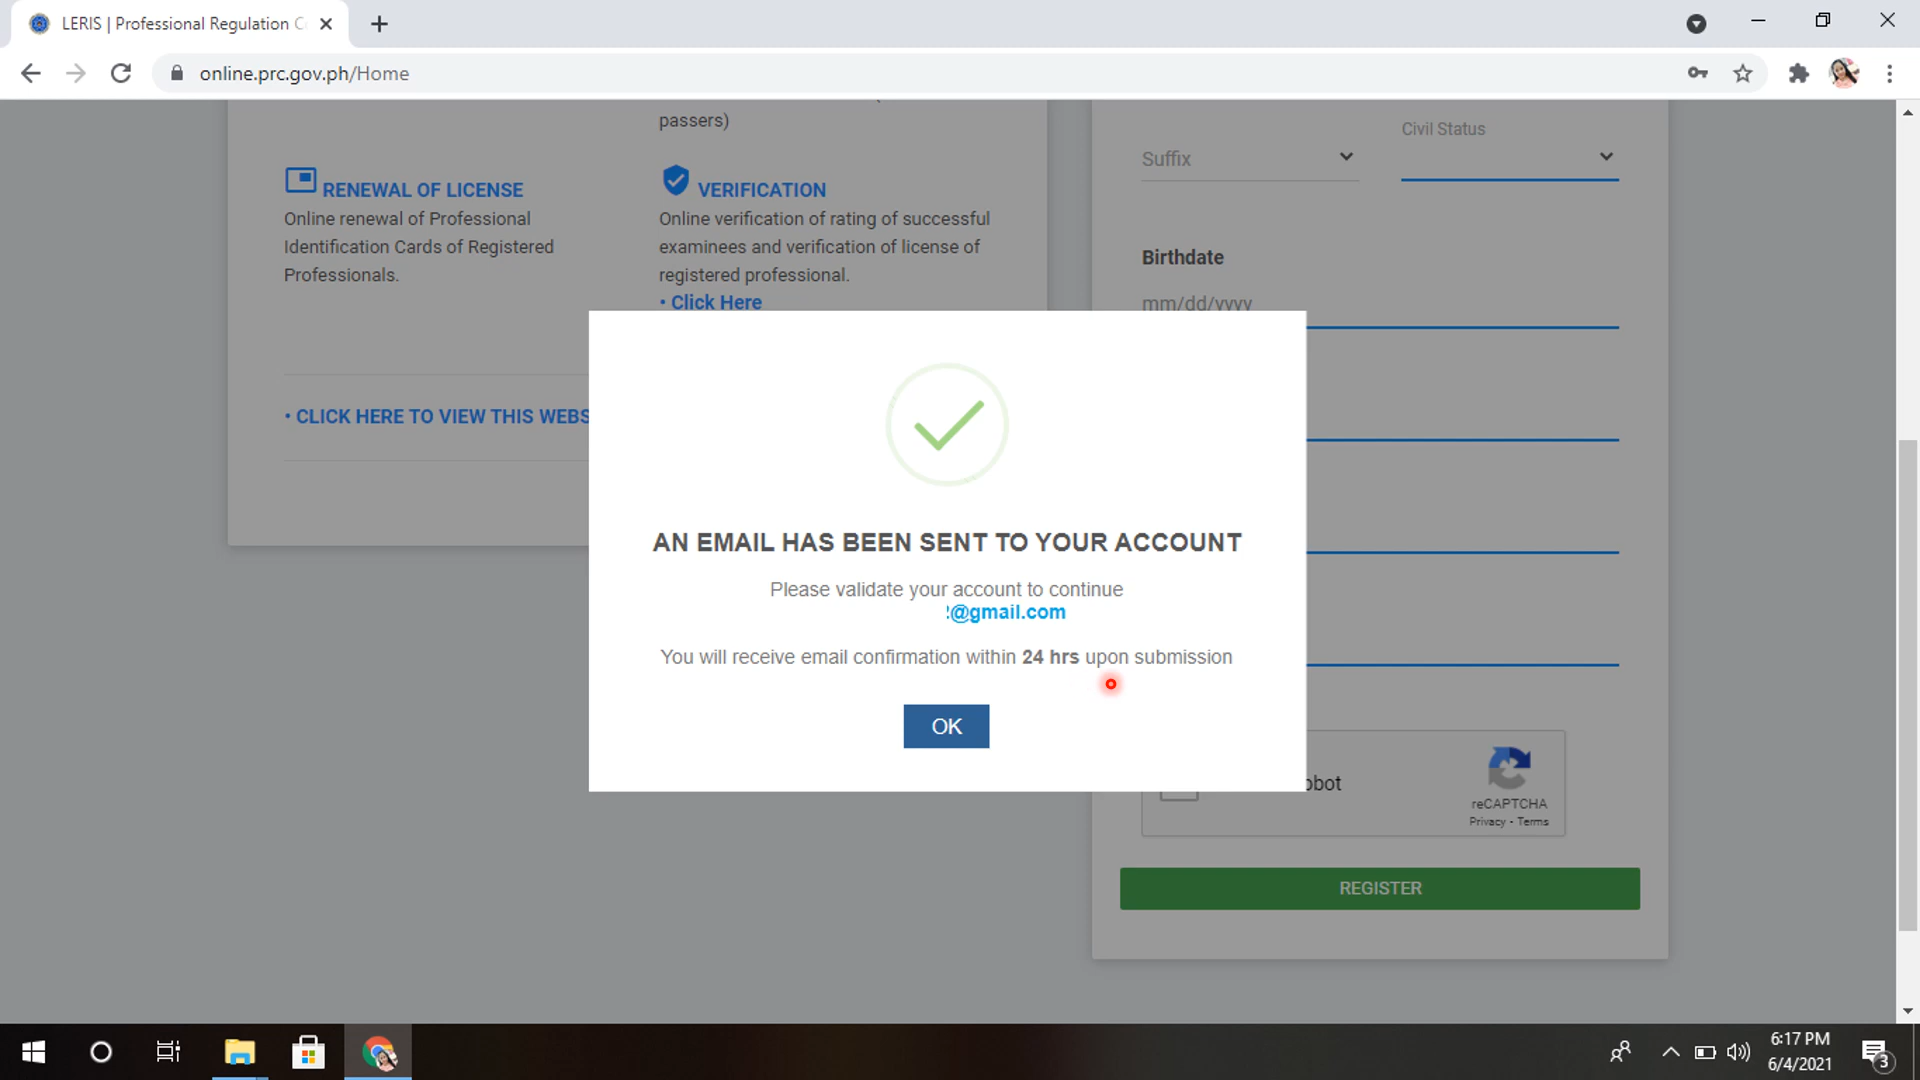 LERIS | Professional Regulation C
online.prc.gov.ph/Home
passers)
RENEWAL OF LICENSE
Online renewal of Professional
Identification Cards of Registered
Professionals.
VERIFICATION
Online verification of rating of successful
examinees and verification of license of
registered professional.
• Click Here
• CLICK HERE TO VIEW THIS WEBS
Suffix
Civil Status
Birthdate
mm/dd/yyyy
AN EMAIL HAS BEEN SENT TO YOUR ACCOUNT
Please validate your account to continue
@gmail.com
You will receive email confirmation within 24 hrs upon submission
OK
obot
reCAPTCHA
Privacy - Terms
REGISTER
6:17 PM
6/4/2021
3